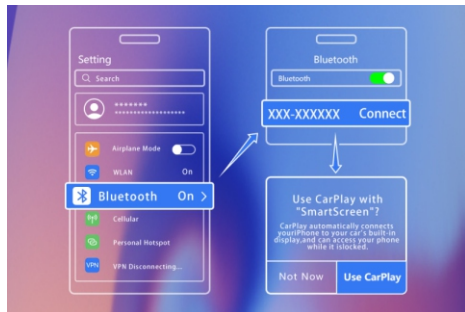 Setting
Search
*******
******************
Airplane Mode
WLAN On
Bluetooth On >
Cellular
Personal Hotspot
VPN VPN Disconnecting...
Bluetooth
Bluetooth
XXX-XXXXXX Connect
Use CarPlay with
"SmartScreen"?
CarPlay automatically connects
youriPhone to your car's built-in
display,and can access your phone
while it islocked.
Not Now Use CarPlay